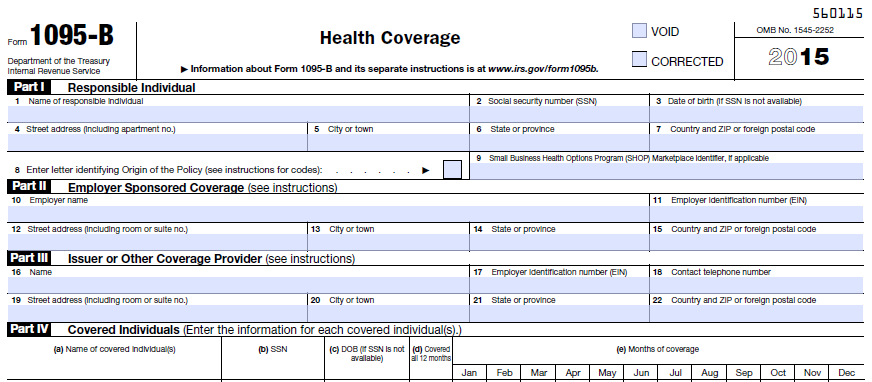 560115
Form 1095-B
Department of the Treasury
Internal Revenue Service
Health Coverage
▶ Information about Form 1095-B and its separate instructions is at www.irs.gov/form1095b.
VOID
CORRECTED
OMB No. 1545-2252
2015
Part I Responsible Individual
1 Name of responsible individual
2 Social security number (SSN)
3 Date of birth (If SSN is not available)
4 Street address (including apartment no.)
5 City or town
6 State or province
7 Country and ZIP or foreign postal code
8 Enter letter identifying Origin of the Policy (see instructions for codes): . . . . . . ▶
9 Small Business Health Options Program (SHOP) Marketplace identifier, if applicable
Part II Employer Sponsored Coverage (see instructions)
10 Employer name
11 Employer identification number (EIN)
12 Street address (including room or suite no.)
13 City or town
14 State or province
15 Country and ZIP or foreign postal code
Part III Issuer or Other Coverage Provider (see instructions)
16 Name
17 Employer identification number (EIN)
18 Contact telephone number
19 Street address (including room or suite no.)
20 City or town
21 State or province
22 Country and ZIP or foreign postal code
Part IV Covered Individuals (Enter the information for each covered individual(s).)
(a) Name of covered individual(s)
(b) SSN
(c) DOB (If SSN is not
available)
(d) Covered
all 12 months
(e) Months of coverage
Jan Feb Mar Apr May Jun Jul Aug Sep Oct Nov Dec